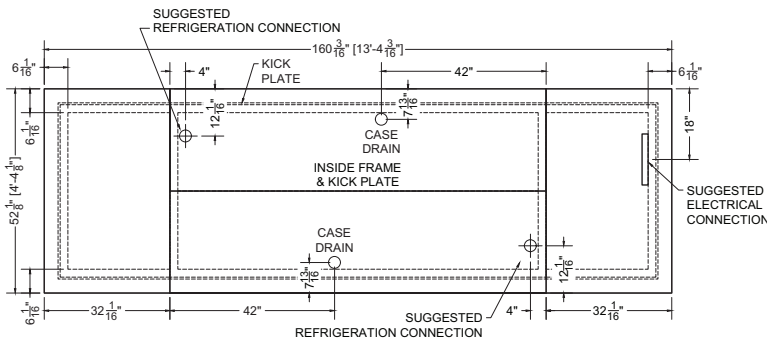 SUGGESTED
REFRIGERATION CONNECTION
160 3/16" [13'-4 3/16"]
6 1/16"
4"
KICK
PLATE
42"
6 1/16"
6 1/16"
12 1/16"
7 13/16"
18"
CASE
DRAIN
52 1/8" [4'-4 1/8"]
INSIDE FRAME
& KICK PLATE
SUGGESTED
ELECTRICAL
CONNECTION
CASE
DRAIN
7 13/16"
12 1/16"
6 1/16"
32 1/16"
42"
SUGGESTED
REFRIGERATION CONNECTION
4"
32 1/16"